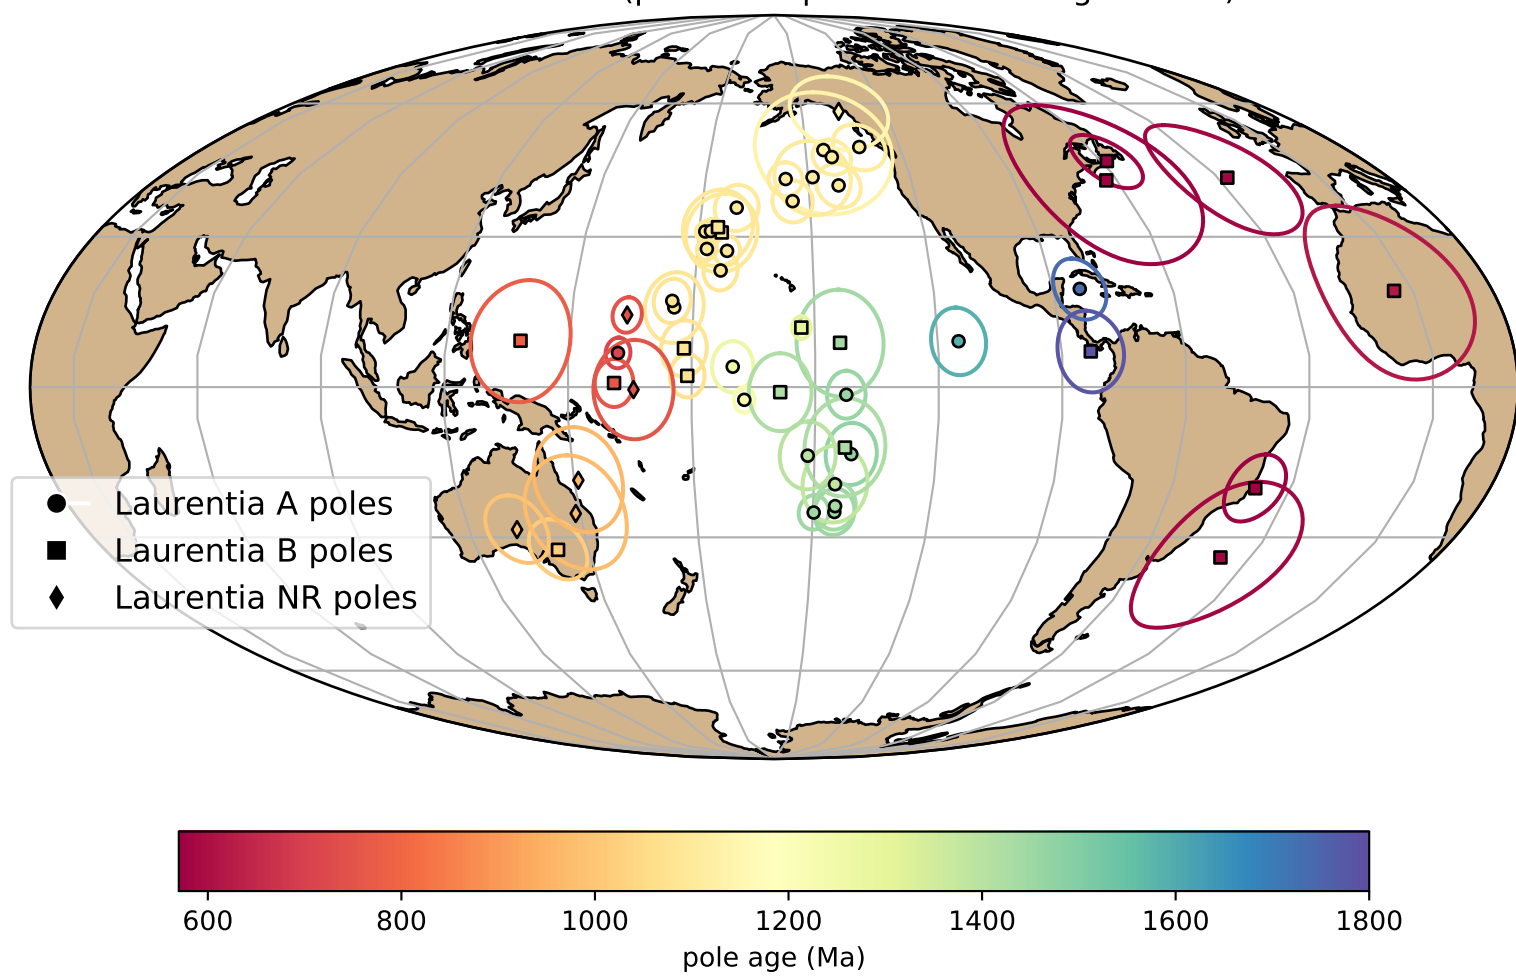 Laurentia A poles
Laurentia B poles
Laurentia NR poles
600 800 1000 1200 1400 1600 1800
pole age (Ma)